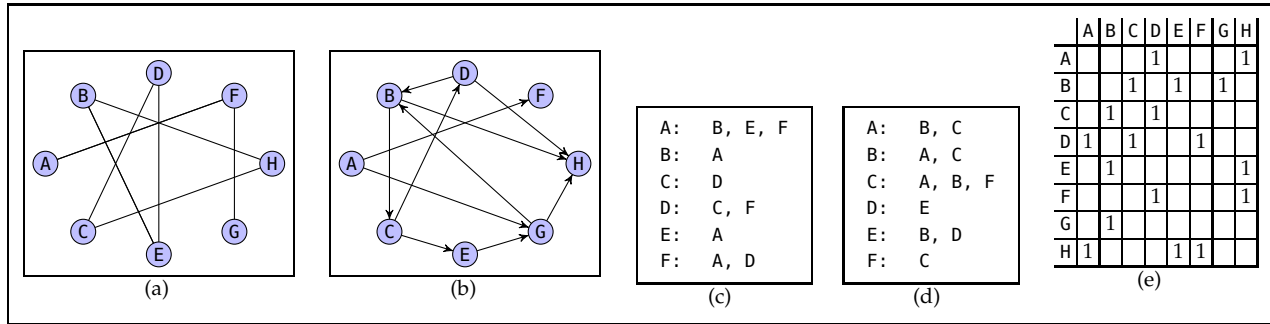 D
B
F
A
H
C
G
E
(a)
D
B
F
A
H
C
G
E
(b)
A: B, E, F
B: A
C: D
D: C, F
E: A
F: A, D
(c)
A: B, C
B: A, C
C: A, B, F
D: E
E: B, D
F: C
(d)
A B C D E F G H
A 1 1
B 1 1 1
C 1 1
D 1 1 1
E 1 1
F 1 1
G 1
H 1 1 1
(e)